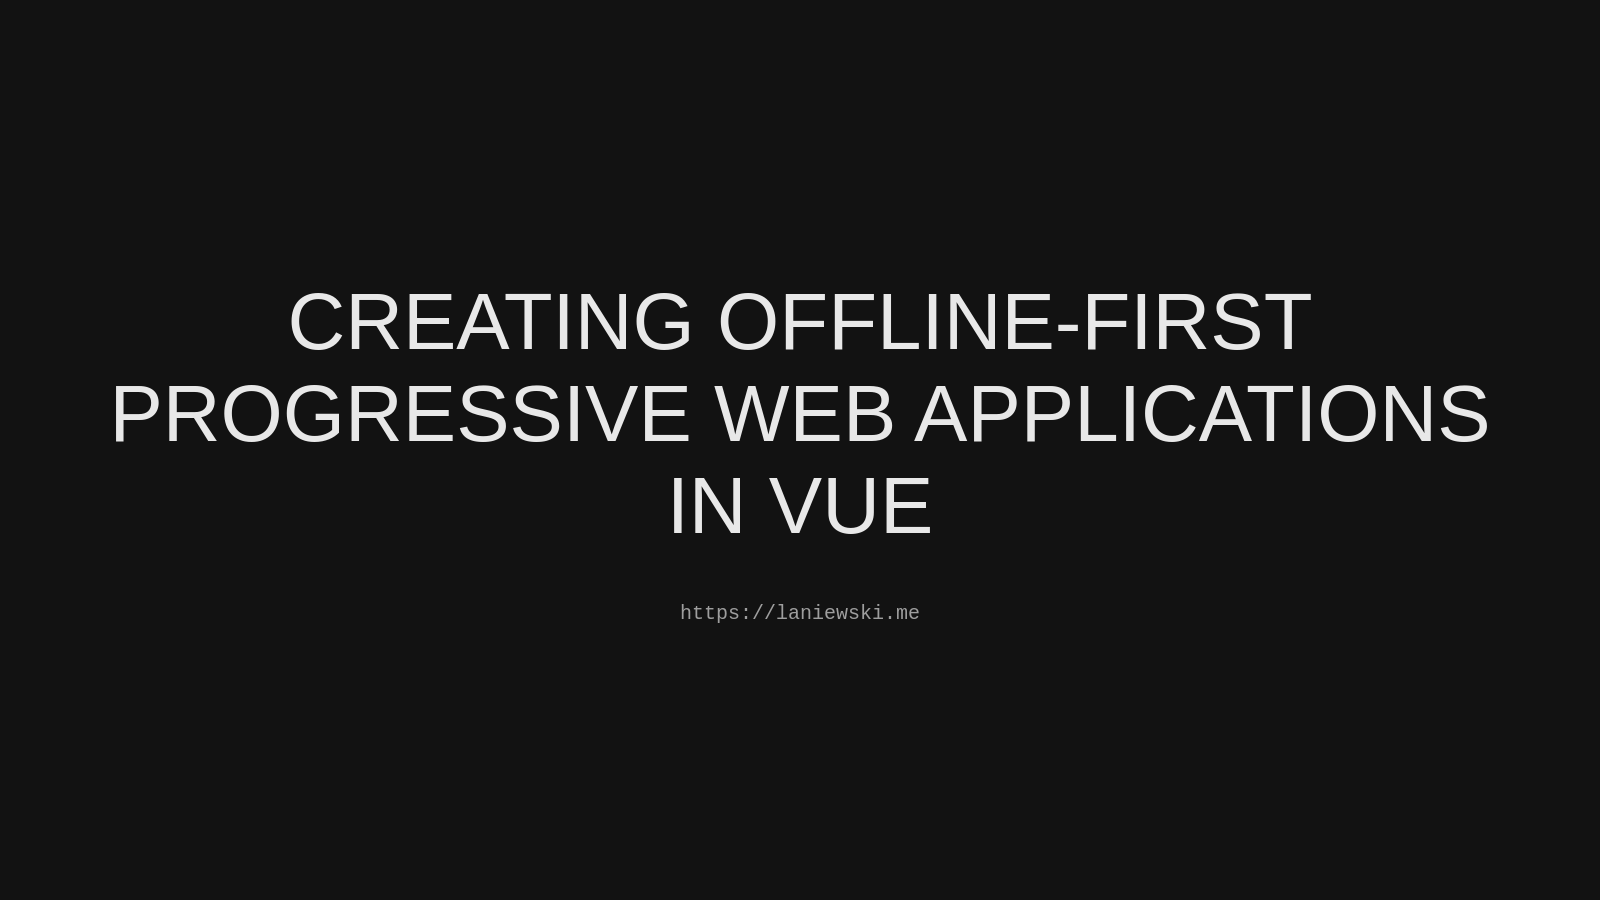 CREATING OFFLINE-FIRST
PROGRESSIVE WEB APPLICATIONS
IN VUE
https://laniewski.me